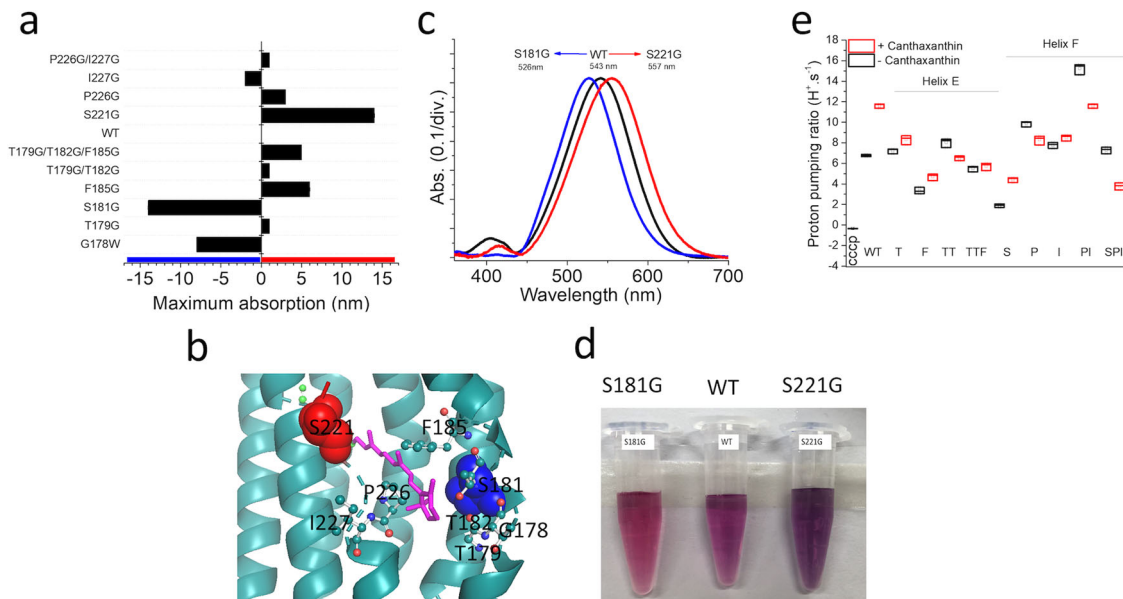 a
P226G/I227G
I227G
P226G
S221G
WT
T179G/T182G/F185G
T179G/T182G
F185G
S181G
T179G
G178W
-15 -10 -5 0 5 10 15
Maximum absorption (nm)
c
S181G WT S221G
526nm 543 nm 557 nm
Abs. (0.1/div.)
400 500 600 700
Wavelength (nm)
e
+ Canthaxanthin
- Canthaxanthin
Helix F
Helix E
Proton pumping ratio (H⁺.s⁻¹)
18
16
14
12
10
8
6
4
2
0
-2
-4
cccp WT T F TT TTF S P I PI SPI
b
S221
F185
P226
S181
I227
T182
G178
T179
d
S181G WT S221G
S181G WT S221G